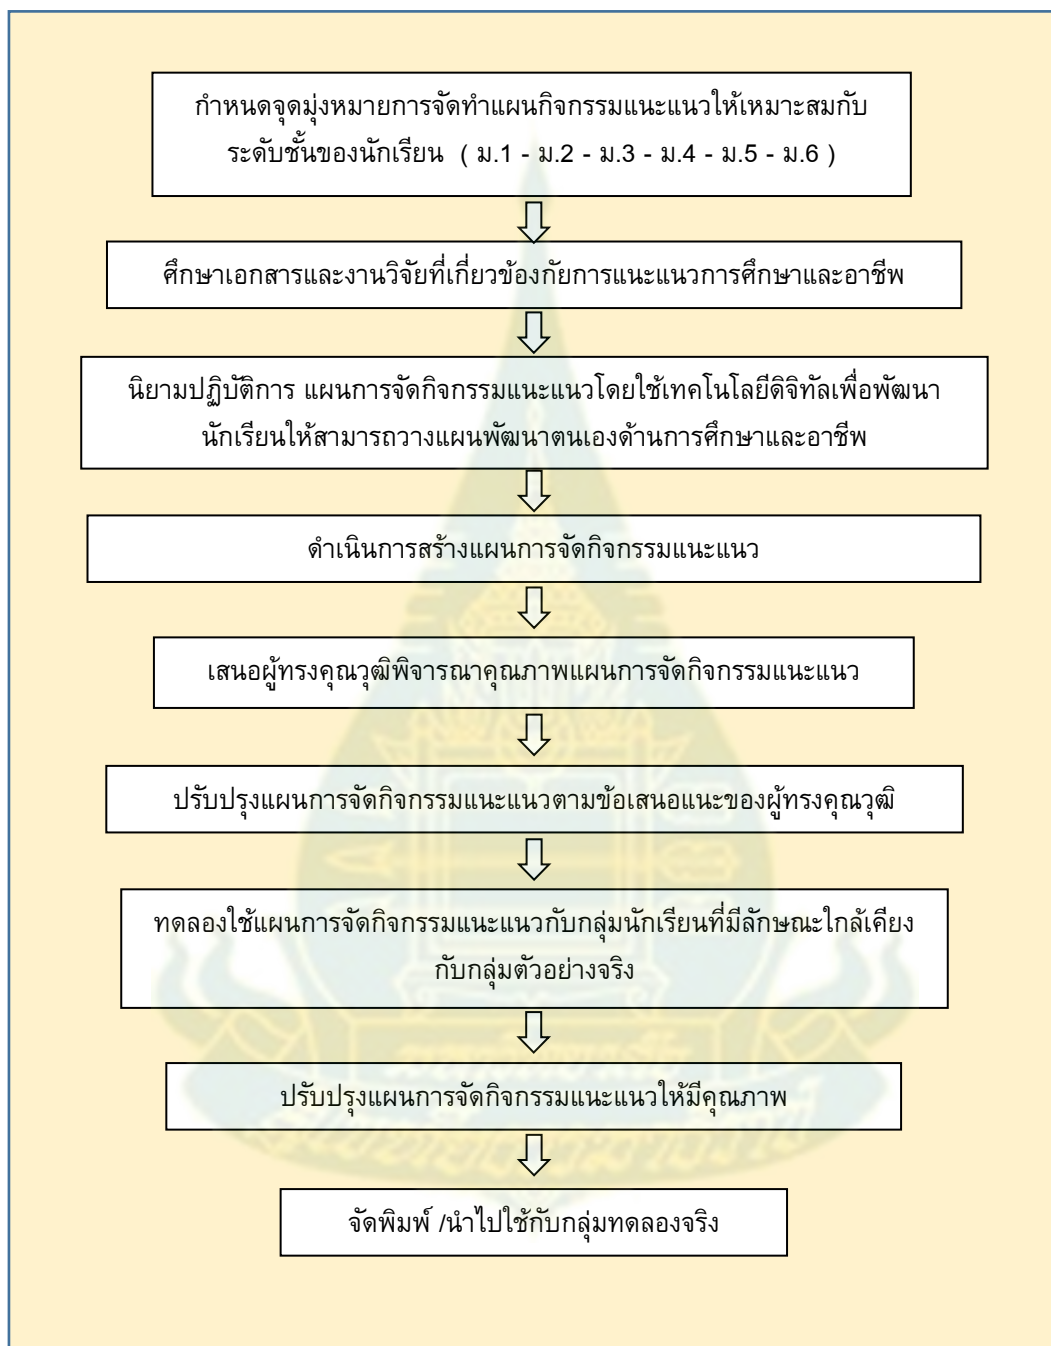 กำหนดจุดมุ่งหมายการจัดทำแผนกิจกรรมแนะแนวให้เหมาะสมกับ
ระดับชั้นของนักเรียน ( ม.1 - ม.2 - ม.3 - ม.4 - ม.5 - ม.6 )
ศึกษาเอกสารและงานวิจัยที่เกี่ยวข้องกัยการแนะแนวการศึกษาและอาชีพ
นิยามปฏิบัติการ แผนการจัดกิจกรรมแนะแนวโดยใช้เทคโนโลยีดิจิทัลเพื่อพัฒนา
นักเรียนให้สามารถวางแผนพัฒนาตนเองด้านการศึกษาและอาชีพ
ดำเนินการสร้างแผนการจัดกิจกรรมแนะแนว
เสนอผู้ทรงคุณวุฒิพิจารณาคุณภาพแผนการจัดกิจกรรมแนะแนว
ปรับปรุงแผนการจัดกิจกรรมแนะแนวตามข้อเสนอแนะของผู้ทรงคุณวุฒิ
ทดลองใช้แผนการจัดกิจกรรมแนะแนวกับกลุ่มนักเรียนที่มีลักษณะใกล้เคียง
กับกลุ่มตัวอย่างจริง
ปรับปรุงแผนการจัดกิจกรรมแนะแนวให้มีคุณภาพ
จัดพิมพ์ /นำไปใช้กับกลุ่มทดลองจริง